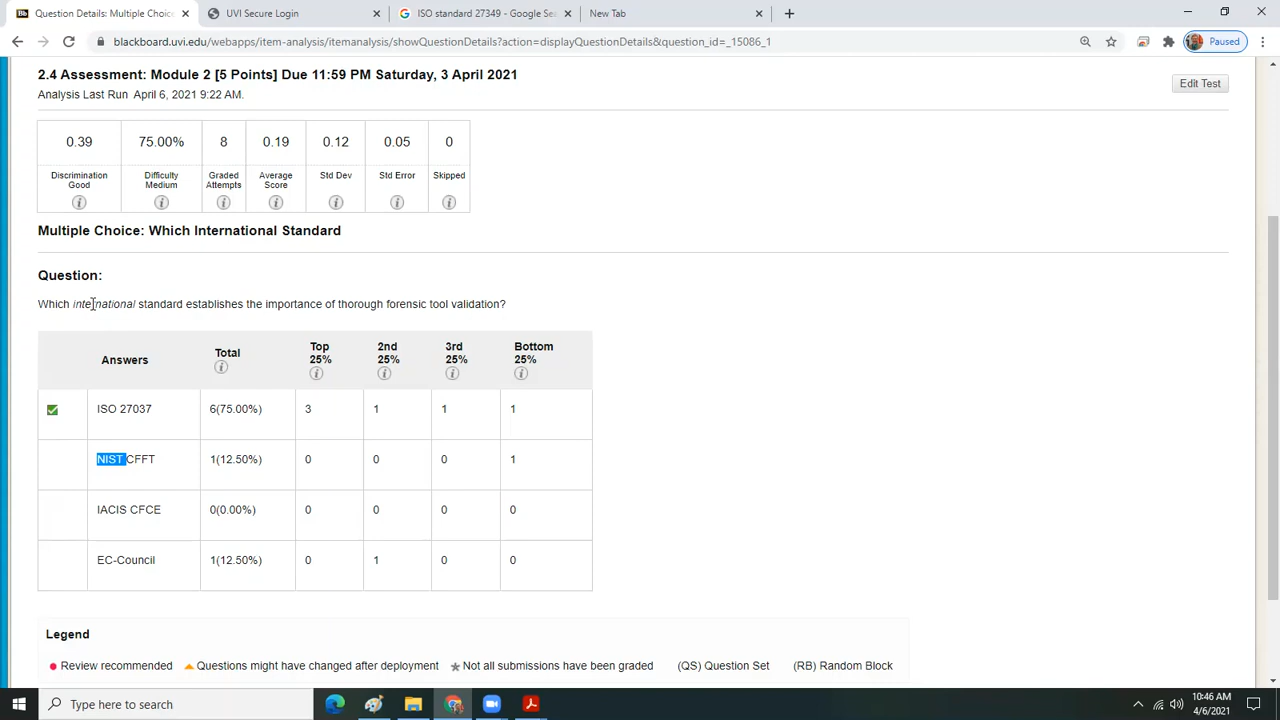 Question Details: Multiple Choice
UVI Secure Login
ISO standard 27349 - Google Sea
New Tab
blackboard.uvi.edu/webapps/item-analysis/itemanalysis/showQuestionDetails?action=displayQuestionDetails&question_id=_15086_1
Paused
2.4 Assessment: Module 2 [5 Points] Due 11:59 PM Saturday, 3 April 2021
Edit Test
Analysis Last Run April 6, 2021 9:22 AM.
0.39 75.00% 8 0.19 0.12 0.05 0
Discrimination Good
Difficulty Medium
Graded Attempts
Average Score
Std Dev
Std Error
Skipped
Multiple Choice: Which International Standard
Question:
Which international standard establishes the importance of thorough forensic tool validation?
Answers Total Top 25% 2nd 25% 3rd 25% Bottom 25%
ISO 27037 6(75.00%) 3 1 1 1
NIST CFFT 1(12.50%) 0 0 0 1
IACIS CFCE 0(0.00%) 0 0 0 0
EC-Council 1(12.50%) 0 1 0 0
Legend
Review recommended Questions might have changed after deployment Not all submissions have been graded (QS) Question Set (RB) Random Block
Type here to search
10:46 AM
4/6/2021